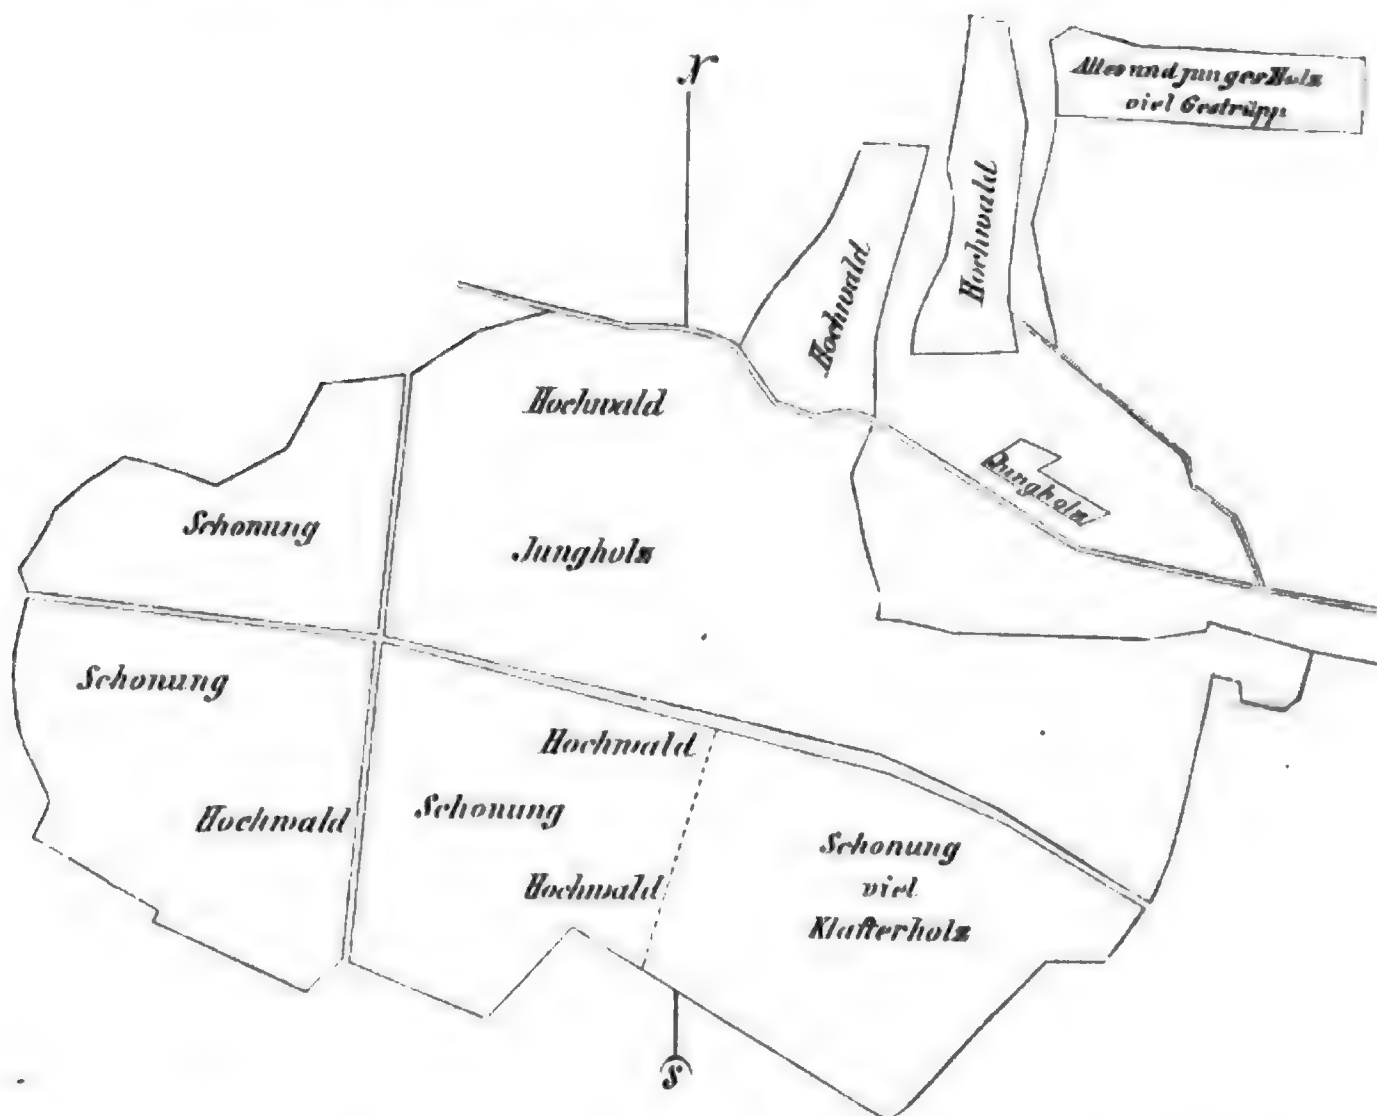 N
Altes und junges Holz
viel Gestrüpp
Hochwald
Hochwald
Hochwald
Jungholz
Schonung
Jungholz
Schonung
Hochwald
Schonung
Hochwald
Hochwald
Schonung
viel
Klafterholz
S